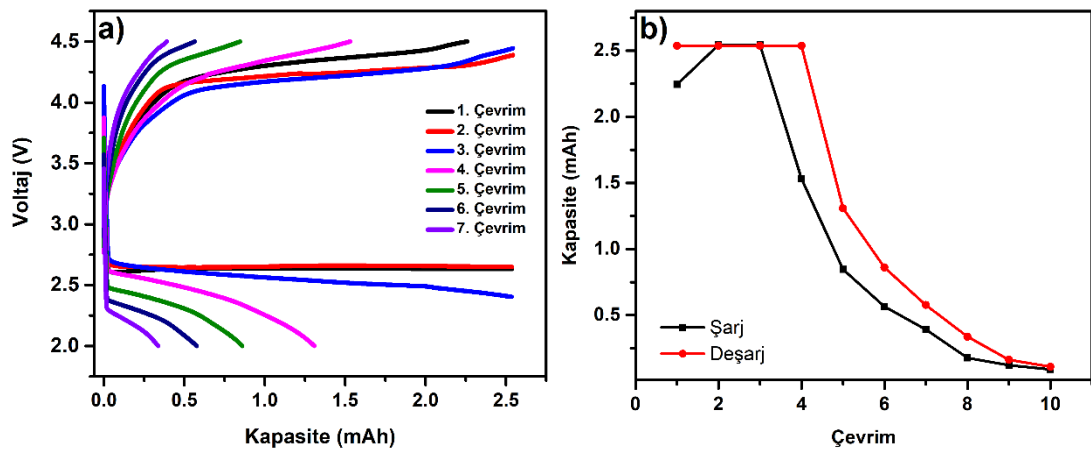 a)
4.5
4.0
3.5
3.0
2.5
2.0
Voltaj (V)
1. Çevrim
2. Çevrim
3. Çevrim
4. Çevrim
5. Çevrim
6. Çevrim
7. Çevrim
0.0 0.5 1.0 1.5 2.0 2.5
Kapasite (mAh)
b)
2.5
2.0
1.5
1.0
0.5
Kapasite (mAh)
Şarj
Deşarj
0 2 4 6 8 10
Çevrim